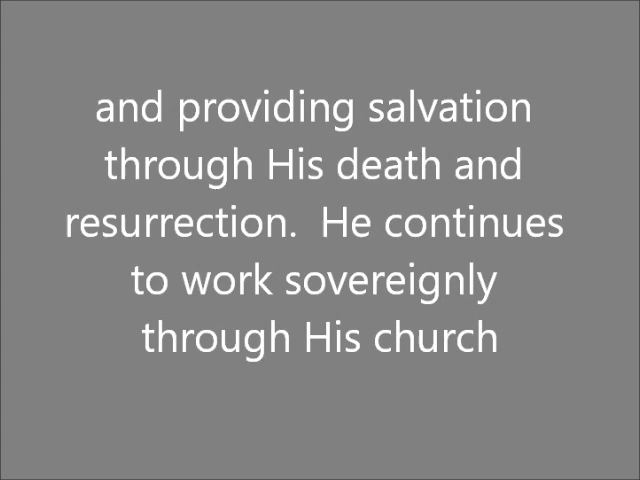 and providing salvation
through His death and
resurrection.  He continues
to work sovereignly
through His church